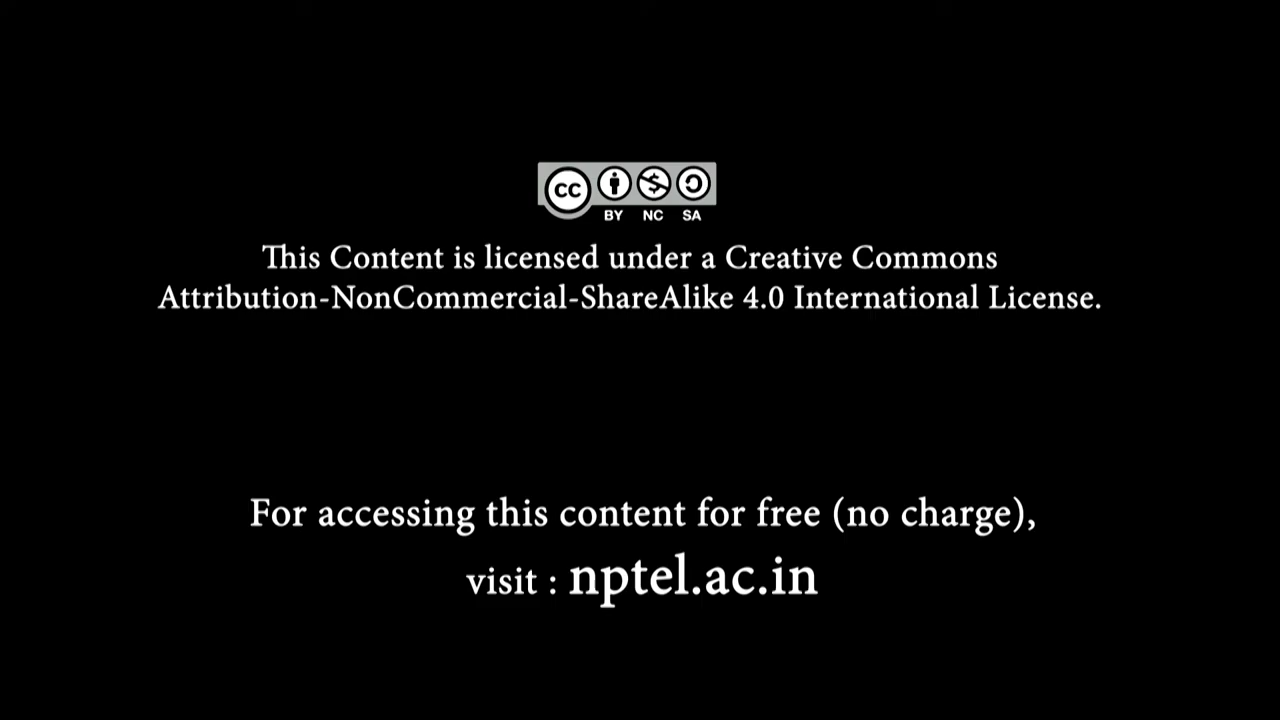 cc
BY NC SA
This Content is licensed under a Creative Commons
Attribution-NonCommercial-ShareAlike 4.0 International License.
For accessing this content for free (no charge),
visit : nptel.ac.in